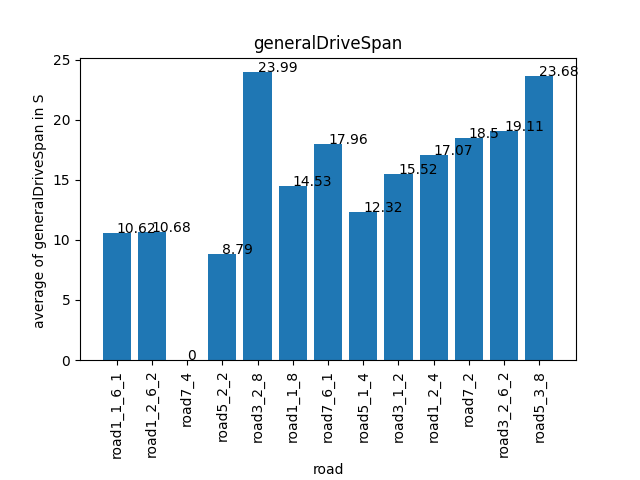 generalDriveSpan
average of generalDriveSpan in S
25
20
15
10
5
0
10.62
10.68
0
8.79
23.99
14.53
17.96
12.32
15.52
17.07
18.5
19.11
23.68
road1_1_6_1
road1_2_6_2
road7_4
road5_2_2
road3_2_8
road1_1_8
road7_6_1
road5_1_4
road3_1_2
road1_2_4
road7_2
road3_2_6_2
road5_3_8
road